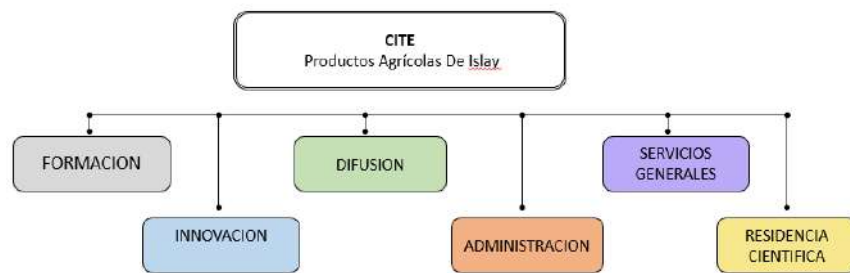 CITE
Productos Agrícolas De Islay
FORMACION
DIFUSION
SERVICIOS
GENERALES
INNOVACION
ADMINISTRACION
RESIDENCIA
CIENTIFICA